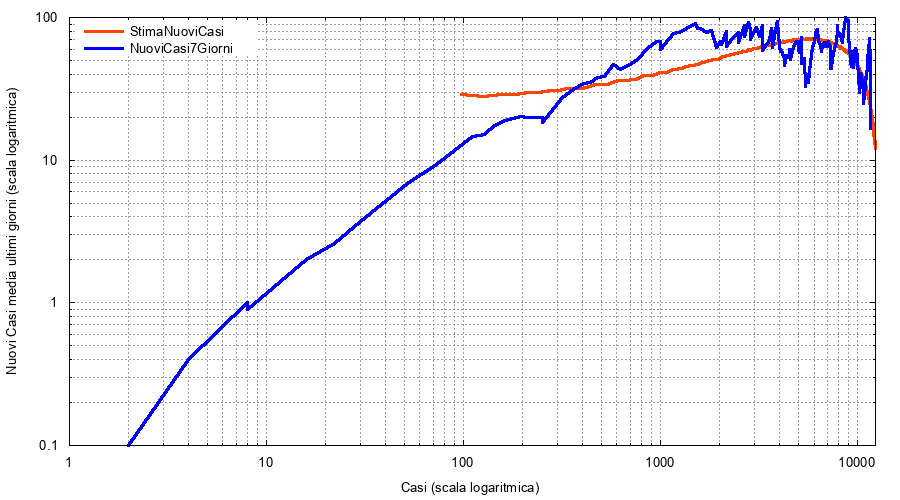 StimaNuoviCasi
NuoviCasi7Giorni
Nuovi Casi media ultimi giorni (scala logaritmica)
100
10
1
0.1
1
10
100
1000
10000
Casi (scala logaritmica)